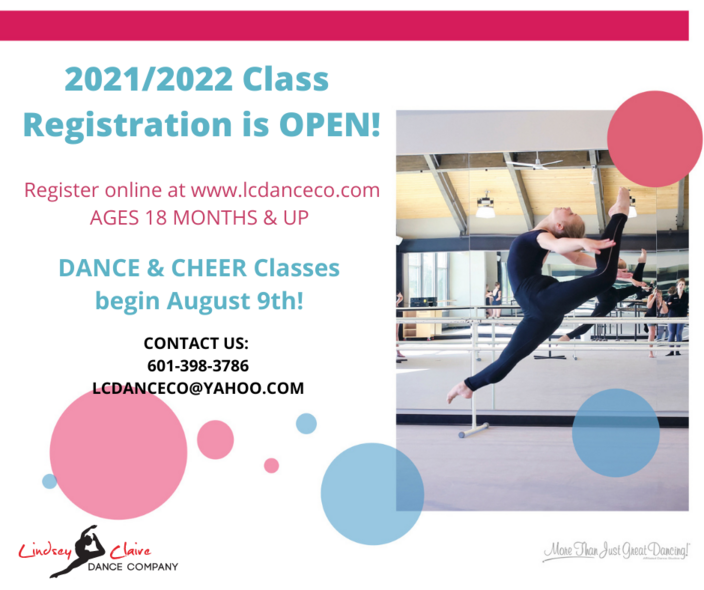 2021/2022 Class
Registration is OPEN!
Register online at www.lcdanceco.com
AGES 18 MONTHS & UP
DANCE & CHEER Classes
begin August 9th!
CONTACT US:
601-398-3786
LCDANCECO@YAHOO.COM
Lindsey Claire
DANCE COMPANY
More Than Just Great Dancing!